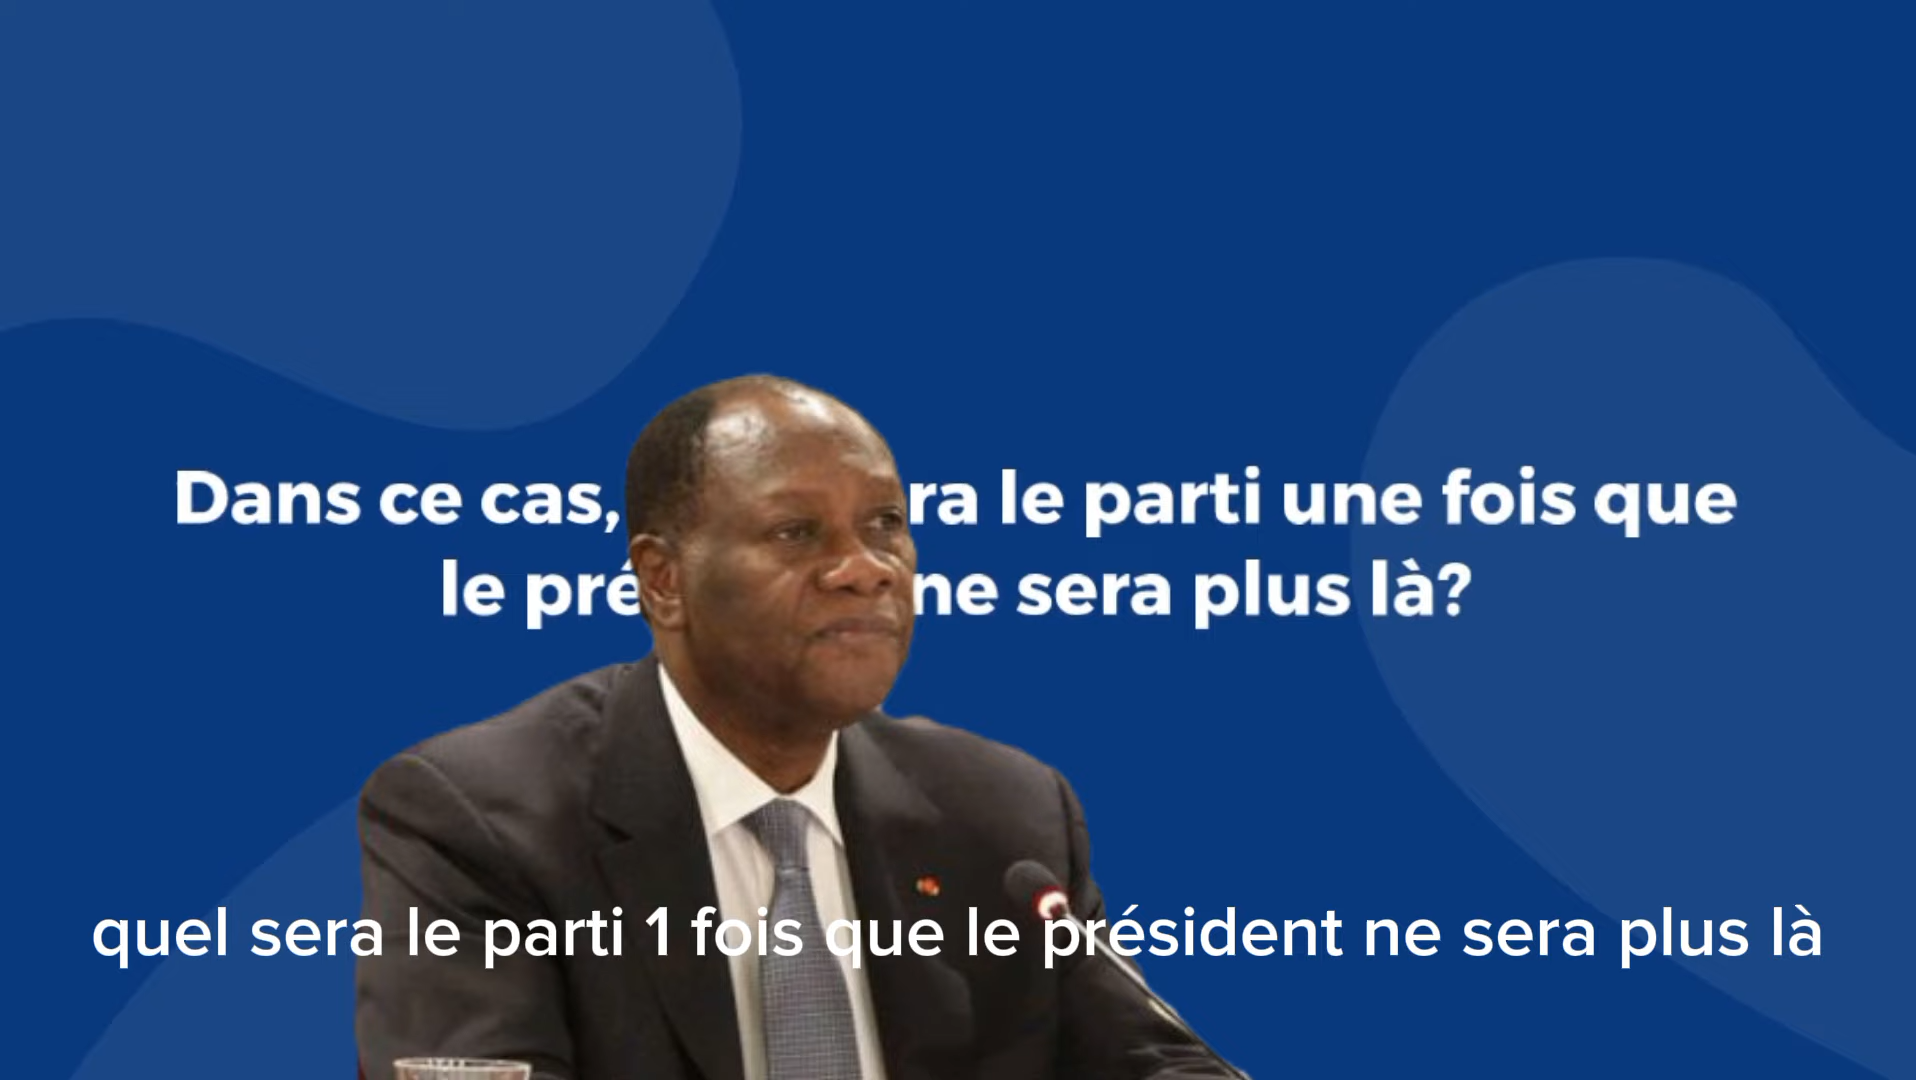 Dans ce cas, ra le parti une fois que
le pré ne sera plus là?
quel sera le parti 1 fois que le président ne sera plus là